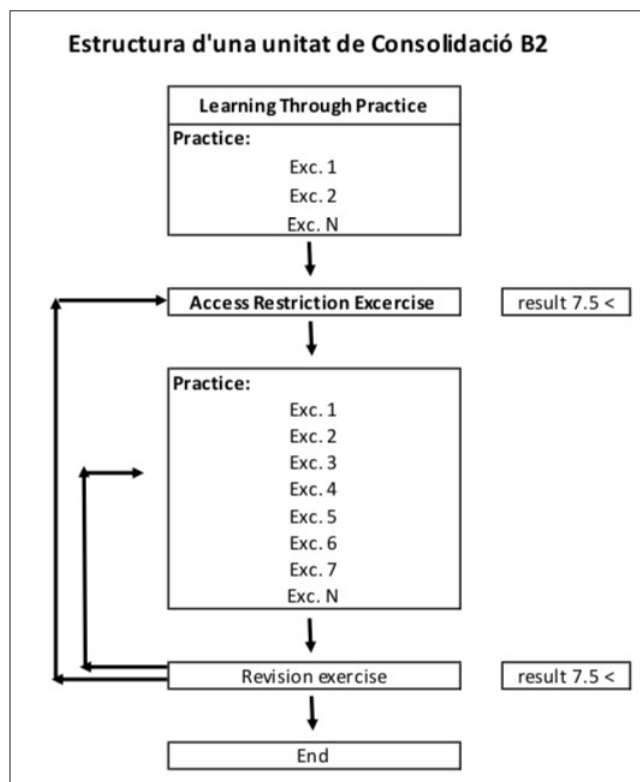 Estructura d'una unitat de Consolidació B2
Learning Through Practice
Practice:
Exc. 1
Exc. 2
Exc. N
Access Restriction Excercise
result 7.5 <
Practice:
Exc. 1
Exc. 2
Exc. 3
Exc. 4
Exc. 5
Exc. 6
Exc. 7
Exc. N
Revision exercise
result 7.5 <
End